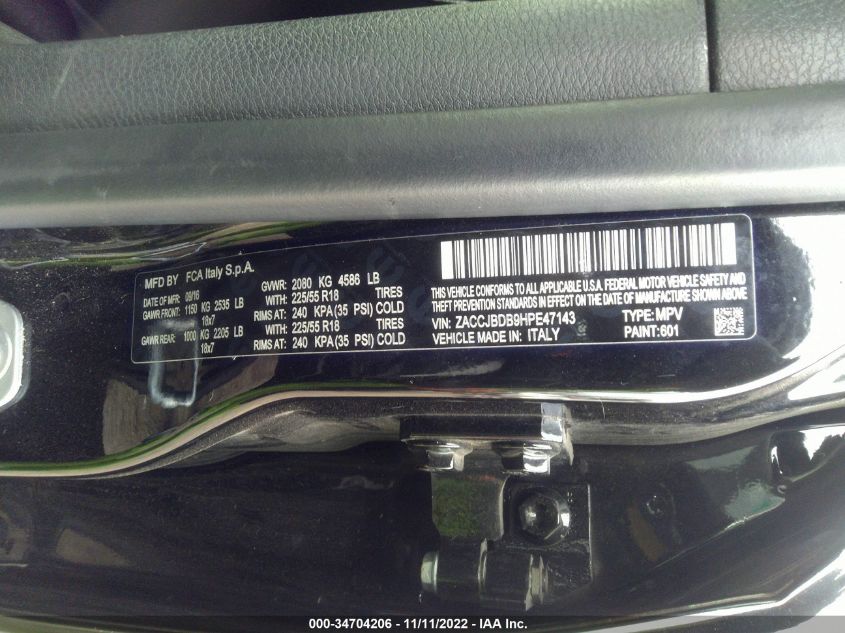 MFD BY FCA Italy S.p.A.
DATE OF MFR 09/16 GVWR: 2080 KG 4586 LB
GAWR FRONT: 1150 KG 2535 LB WITH 225/55 R18 TIRES
18x7 RIMS AT: 240 KPA (35 PSI) COLD
GAWR REAR: 1000 KG 2205 LB WITH 225/55 R18 TIRES
18x7 RIMS AT: 240 KPA (35 PSI) COLD
THIS VEHICLE CONFORMS TO ALL APPLICABLE U.S.A. FEDERAL MOTOR VEHICLE SAFETY AND
THEFT PREVENTION STANDARDS IN EFFECT ON THE DATE OF MANUFACTURE SHOWN ABOVE.
VIN: ZACCJBDB9HPE47143 TYPE: MPV
VEHICLE MADE IN: ITALY PAINT: 601
000-34704206 - 11/11/2022 - IAA Inc.